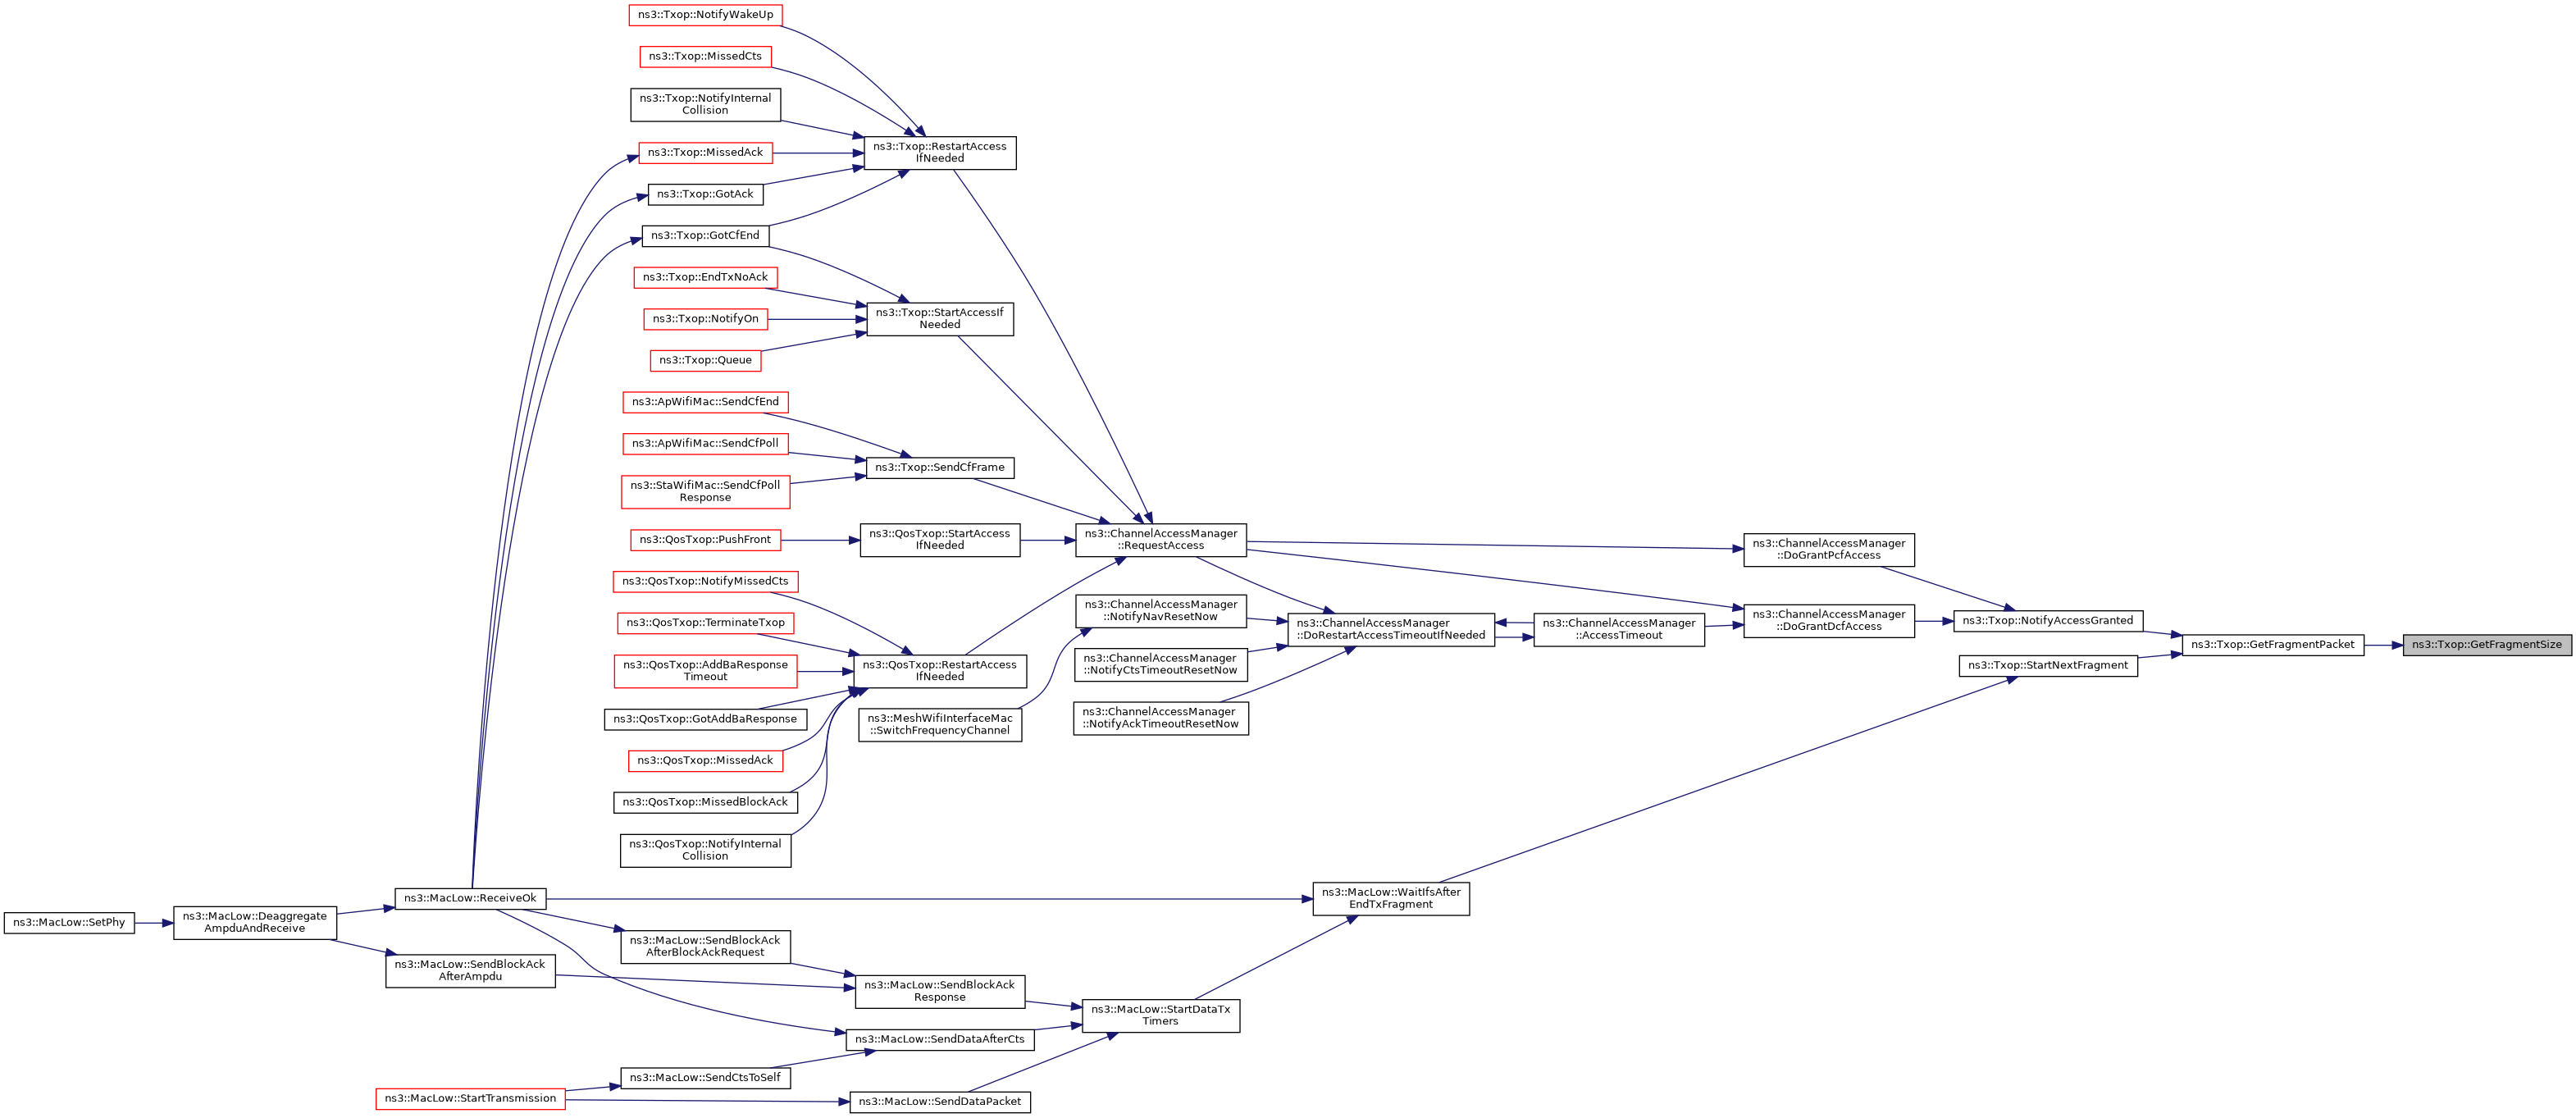 ns3::Txop::NotifyWakeUp
ns3::Txop::MissedCts
ns3::Txop::NotifyInternal
Collision
ns3::Txop::MissedAck
ns3::Txop::GotAck
ns3::Txop::GotCfEnd
ns3::Txop::EndTxNoAck
ns3::Txop::NotifyOn
ns3::Txop::Queue
ns3::ApWifiMac::SendCfEnd
ns3::ApWifiMac::SendCfPoll
ns3::StaWifiMac::SendCfPoll
Response
ns3::QosTxop::PushFront
ns3::QosTxop::NotifyMissedCts
ns3::QosTxop::TerminateTxop
ns3::QosTxop::AddBaResponse
Timeout
ns3::QosTxop::GotAddBaResponse
ns3::QosTxop::MissedAck
ns3::QosTxop::MissedBlockAck
ns3::QosTxop::NotifyInternal
Collision
ns3::Txop::RestartAccess
IfNeeded
ns3::Txop::StartAccessIf
Needed
ns3::Txop::SendCfFrame
ns3::QosTxop::StartAccess
IfNeeded
ns3::QosTxop::RestartAccess
IfNeeded
ns3::MeshWifiInterfaceMac
::SwitchFrequencyChannel
ns3::ChannelAccessManager
::RequestAccess
ns3::ChannelAccessManager
::NotifyNavResetNow
ns3::ChannelAccessManager
::NotifyCtsTimeoutResetNow
ns3::ChannelAccessManager
::NotifyAckTimeoutResetNow
ns3::ChannelAccessManager
::DoRestartAccessTimeoutIfNeeded
ns3::ChannelAccessManager
::AccessTimeout
ns3::ChannelAccessManager
::DoGrantPcfAccess
ns3::ChannelAccessManager
::DoGrantDcfAccess
ns3::Txop::NotifyAccessGranted
ns3::Txop::StartNextFragment
ns3::Txop::GetFragmentPacket
ns3::Txop::GetFragmentSize
ns3::MacLow::SetPhy
ns3::MacLow::Deaggregate
AmpduAndReceive
ns3::MacLow::ReceiveOk
ns3::MacLow::SendBlockAck
AfterAmpdu
ns3::MacLow::StartTransmission
ns3::MacLow::SendBlockAck
AfterBlockAckRequest
ns3::MacLow::SendCtsToSelf
ns3::MacLow::SendBlockAck
Response
ns3::MacLow::SendDataAfterCts
ns3::MacLow::SendDataPacket
ns3::MacLow::StartDataTx
Timers
ns3::MacLow::WaitIfsAfter
EndTxFragment